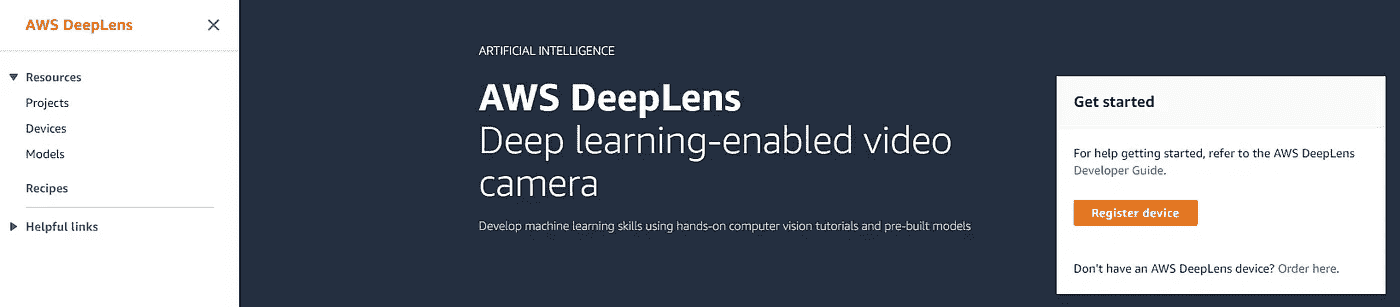 AWS DeepLens
Resources
Projects
Devices
Models
Recipes
Helpful links
ARTIFICIAL INTELLIGENCE
AWS DeepLens
Deep learning-enabled video
camera
Develop machine learning skills using hands-on computer vision tutorials and pre-built models
Get started
For help getting started, refer to the AWS DeepLens
Developer Guide.
Register device
Don't have an AWS DeepLens device? Order here.